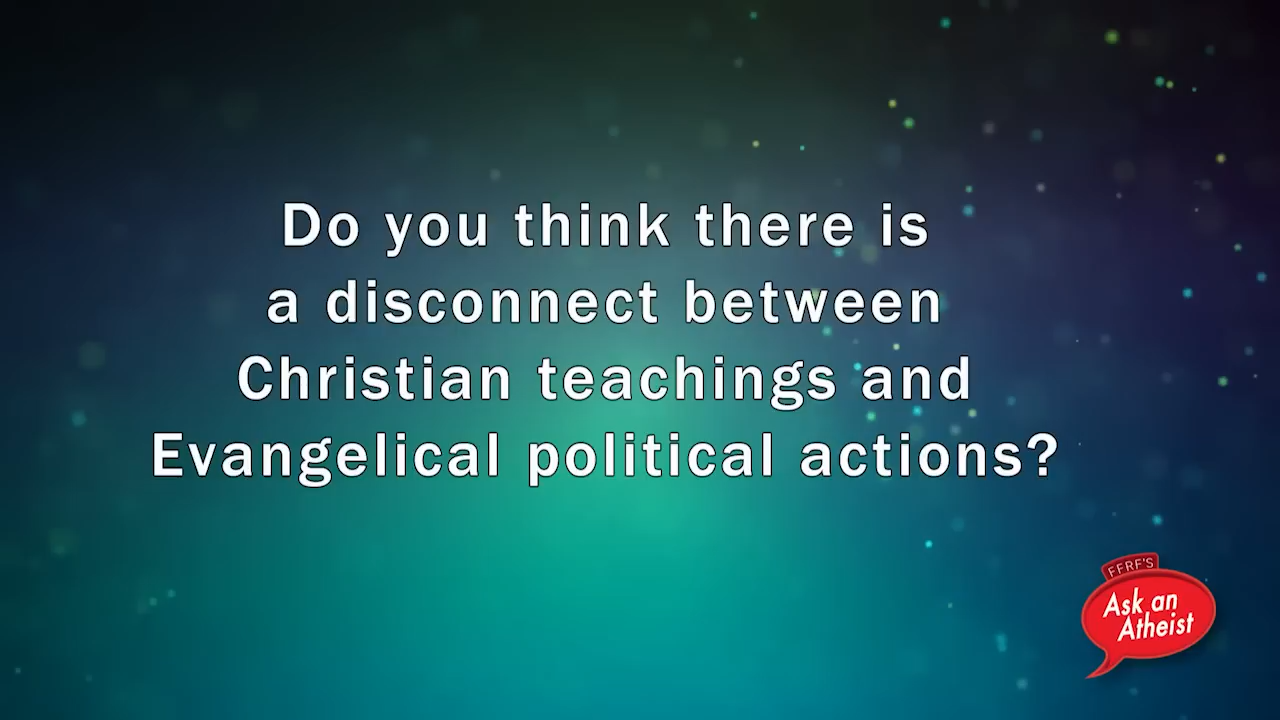 Do you think there is
a disconnect between
Christian teachings and
Evangelical political actions?
FFRF'S
Ask an
Atheist